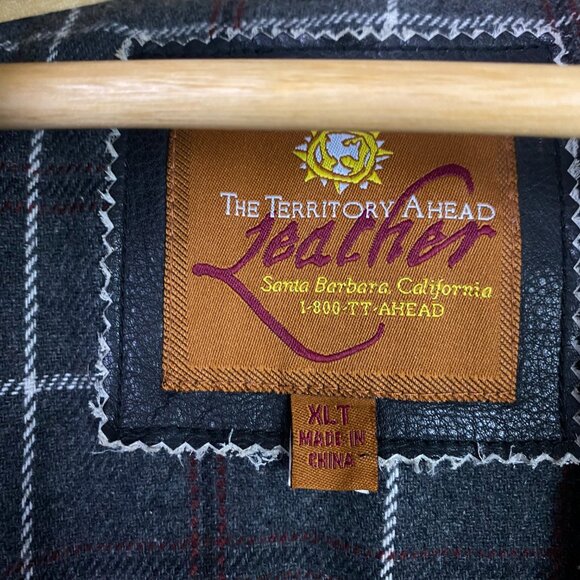 THE TERRITORY AHEAD
Leather
Santa Barbara, California
1-800-TT-AHEAD
XLT
MADE IN
CHINA